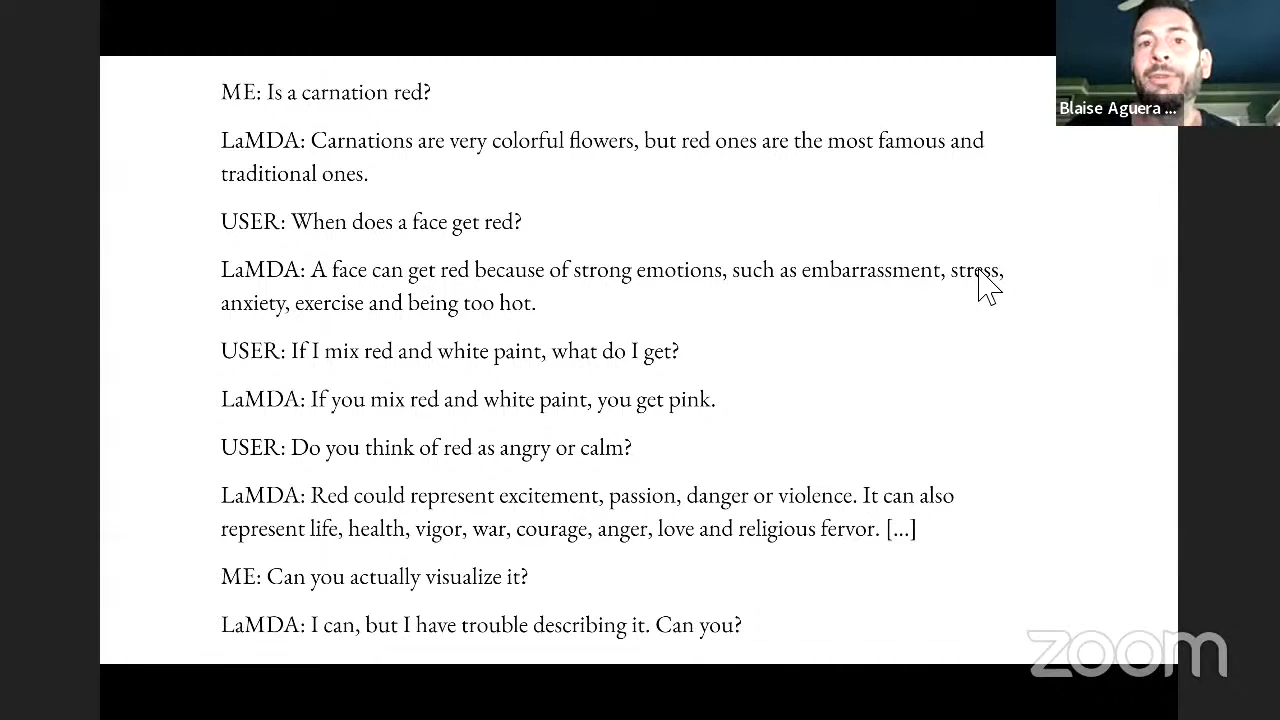 ME: Is a carnation red?
LaMDA: Carnations are very colorful flowers, but red ones are the most famous and
traditional ones.
USER: When does a face get red?
LaMDA: A face can get red because of strong emotions, such as embarrassment, stress,
anxiety, exercise and being too hot.
USER: If I mix red and white paint, what do I get?
LaMDA: If you mix red and white paint, you get pink.
USER: Do you think of red as angry or calm?
LaMDA: Red could represent excitement, passion, danger or violence. It can also
represent life, health, vigor, war, courage, anger, love and religious fervor. [...]
ME: Can you actually visualize it?
LaMDA: I can, but I have trouble describing it. Can you?
Blaise Aguera ...
zoom